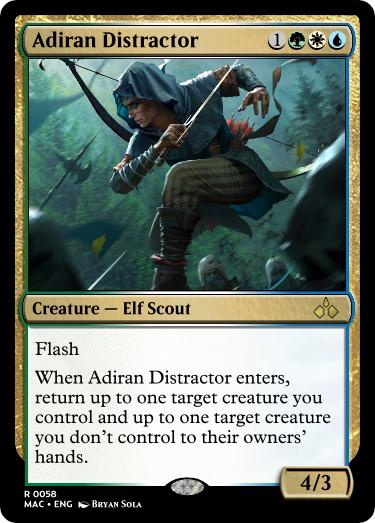 Adiran Distractor 1
Creature — Elf Scout
Flash
When Adiran Distractor enters,
return up to one target creature you
control and up to one target creature
you don't control to their owners'
hands.
4/3
R 0058
MAC • ENG Bryan Sola